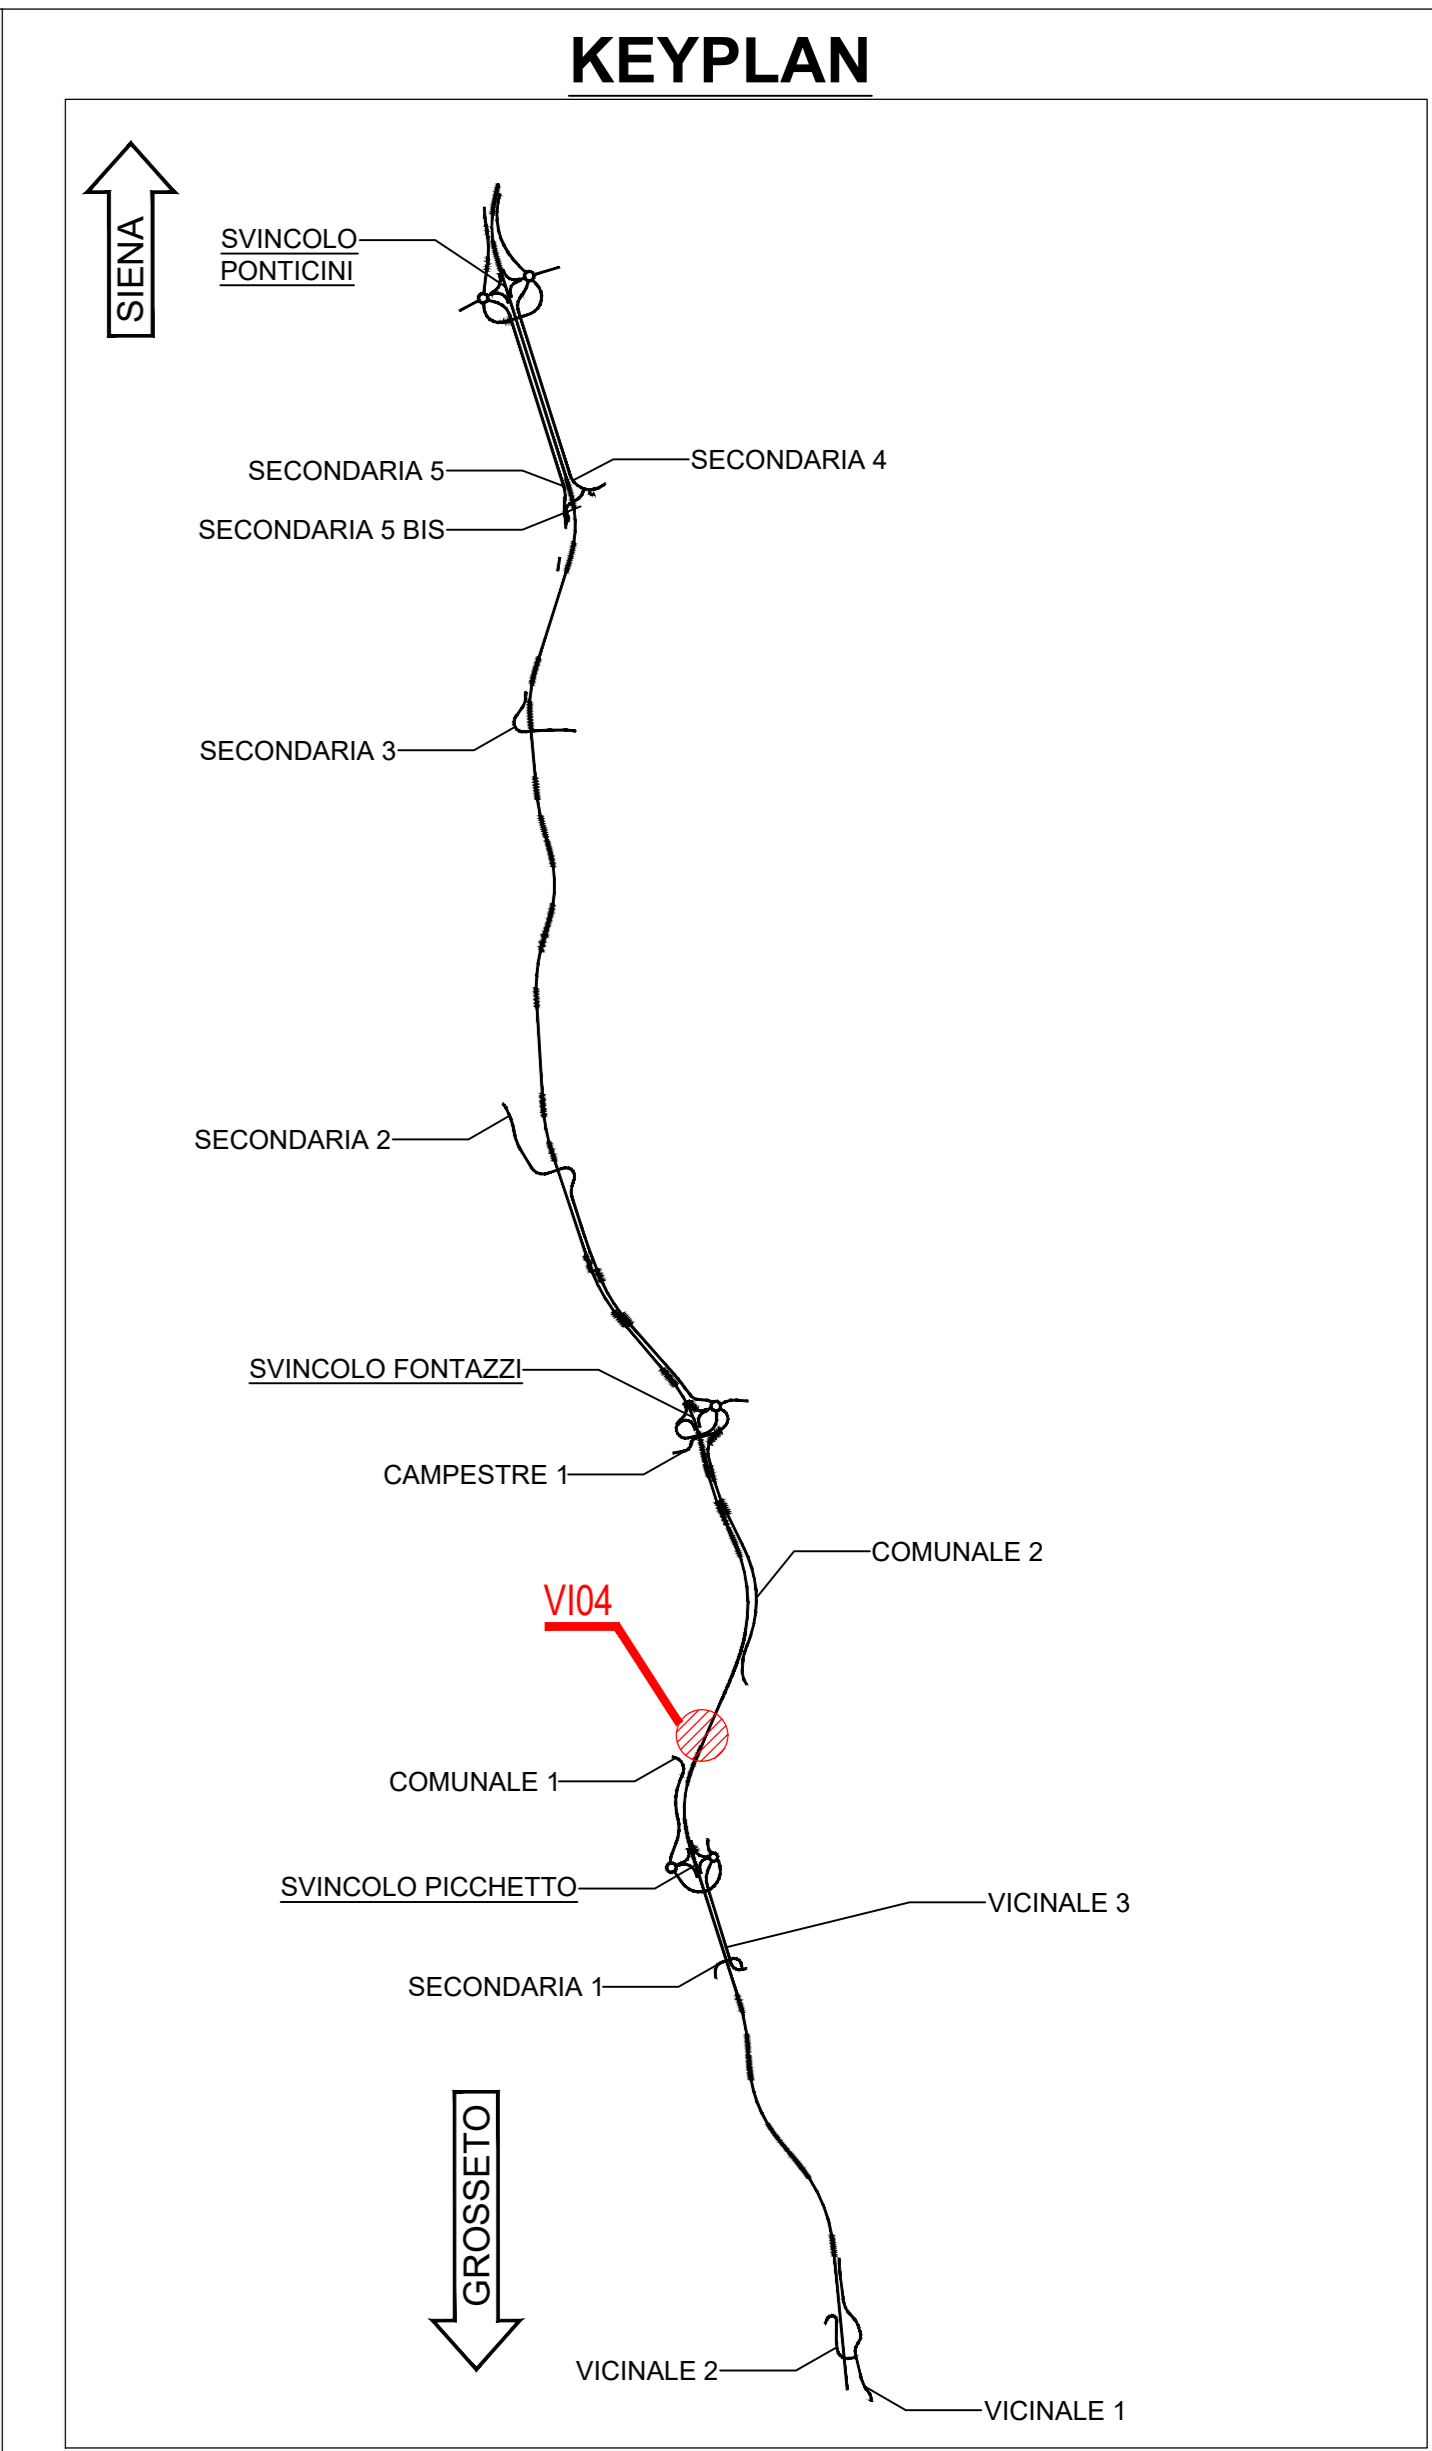 KEYPLAN
SIENA
SVINCOLO
PONTICINI
SECONDARIA 4
SECONDARIA 5
SECONDARIA 5 BIS
SECONDARIA 3
SECONDARIA 2
SVINCOLO FONTAZZI
CAMPESTRE 1
COMUNALE 2
VI04
COMUNALE 1
SVINCOLO PICCHETTO
VICINALE 3
SECONDARIA 1
GROSSETO
VICINALE 2
VICINALE 1